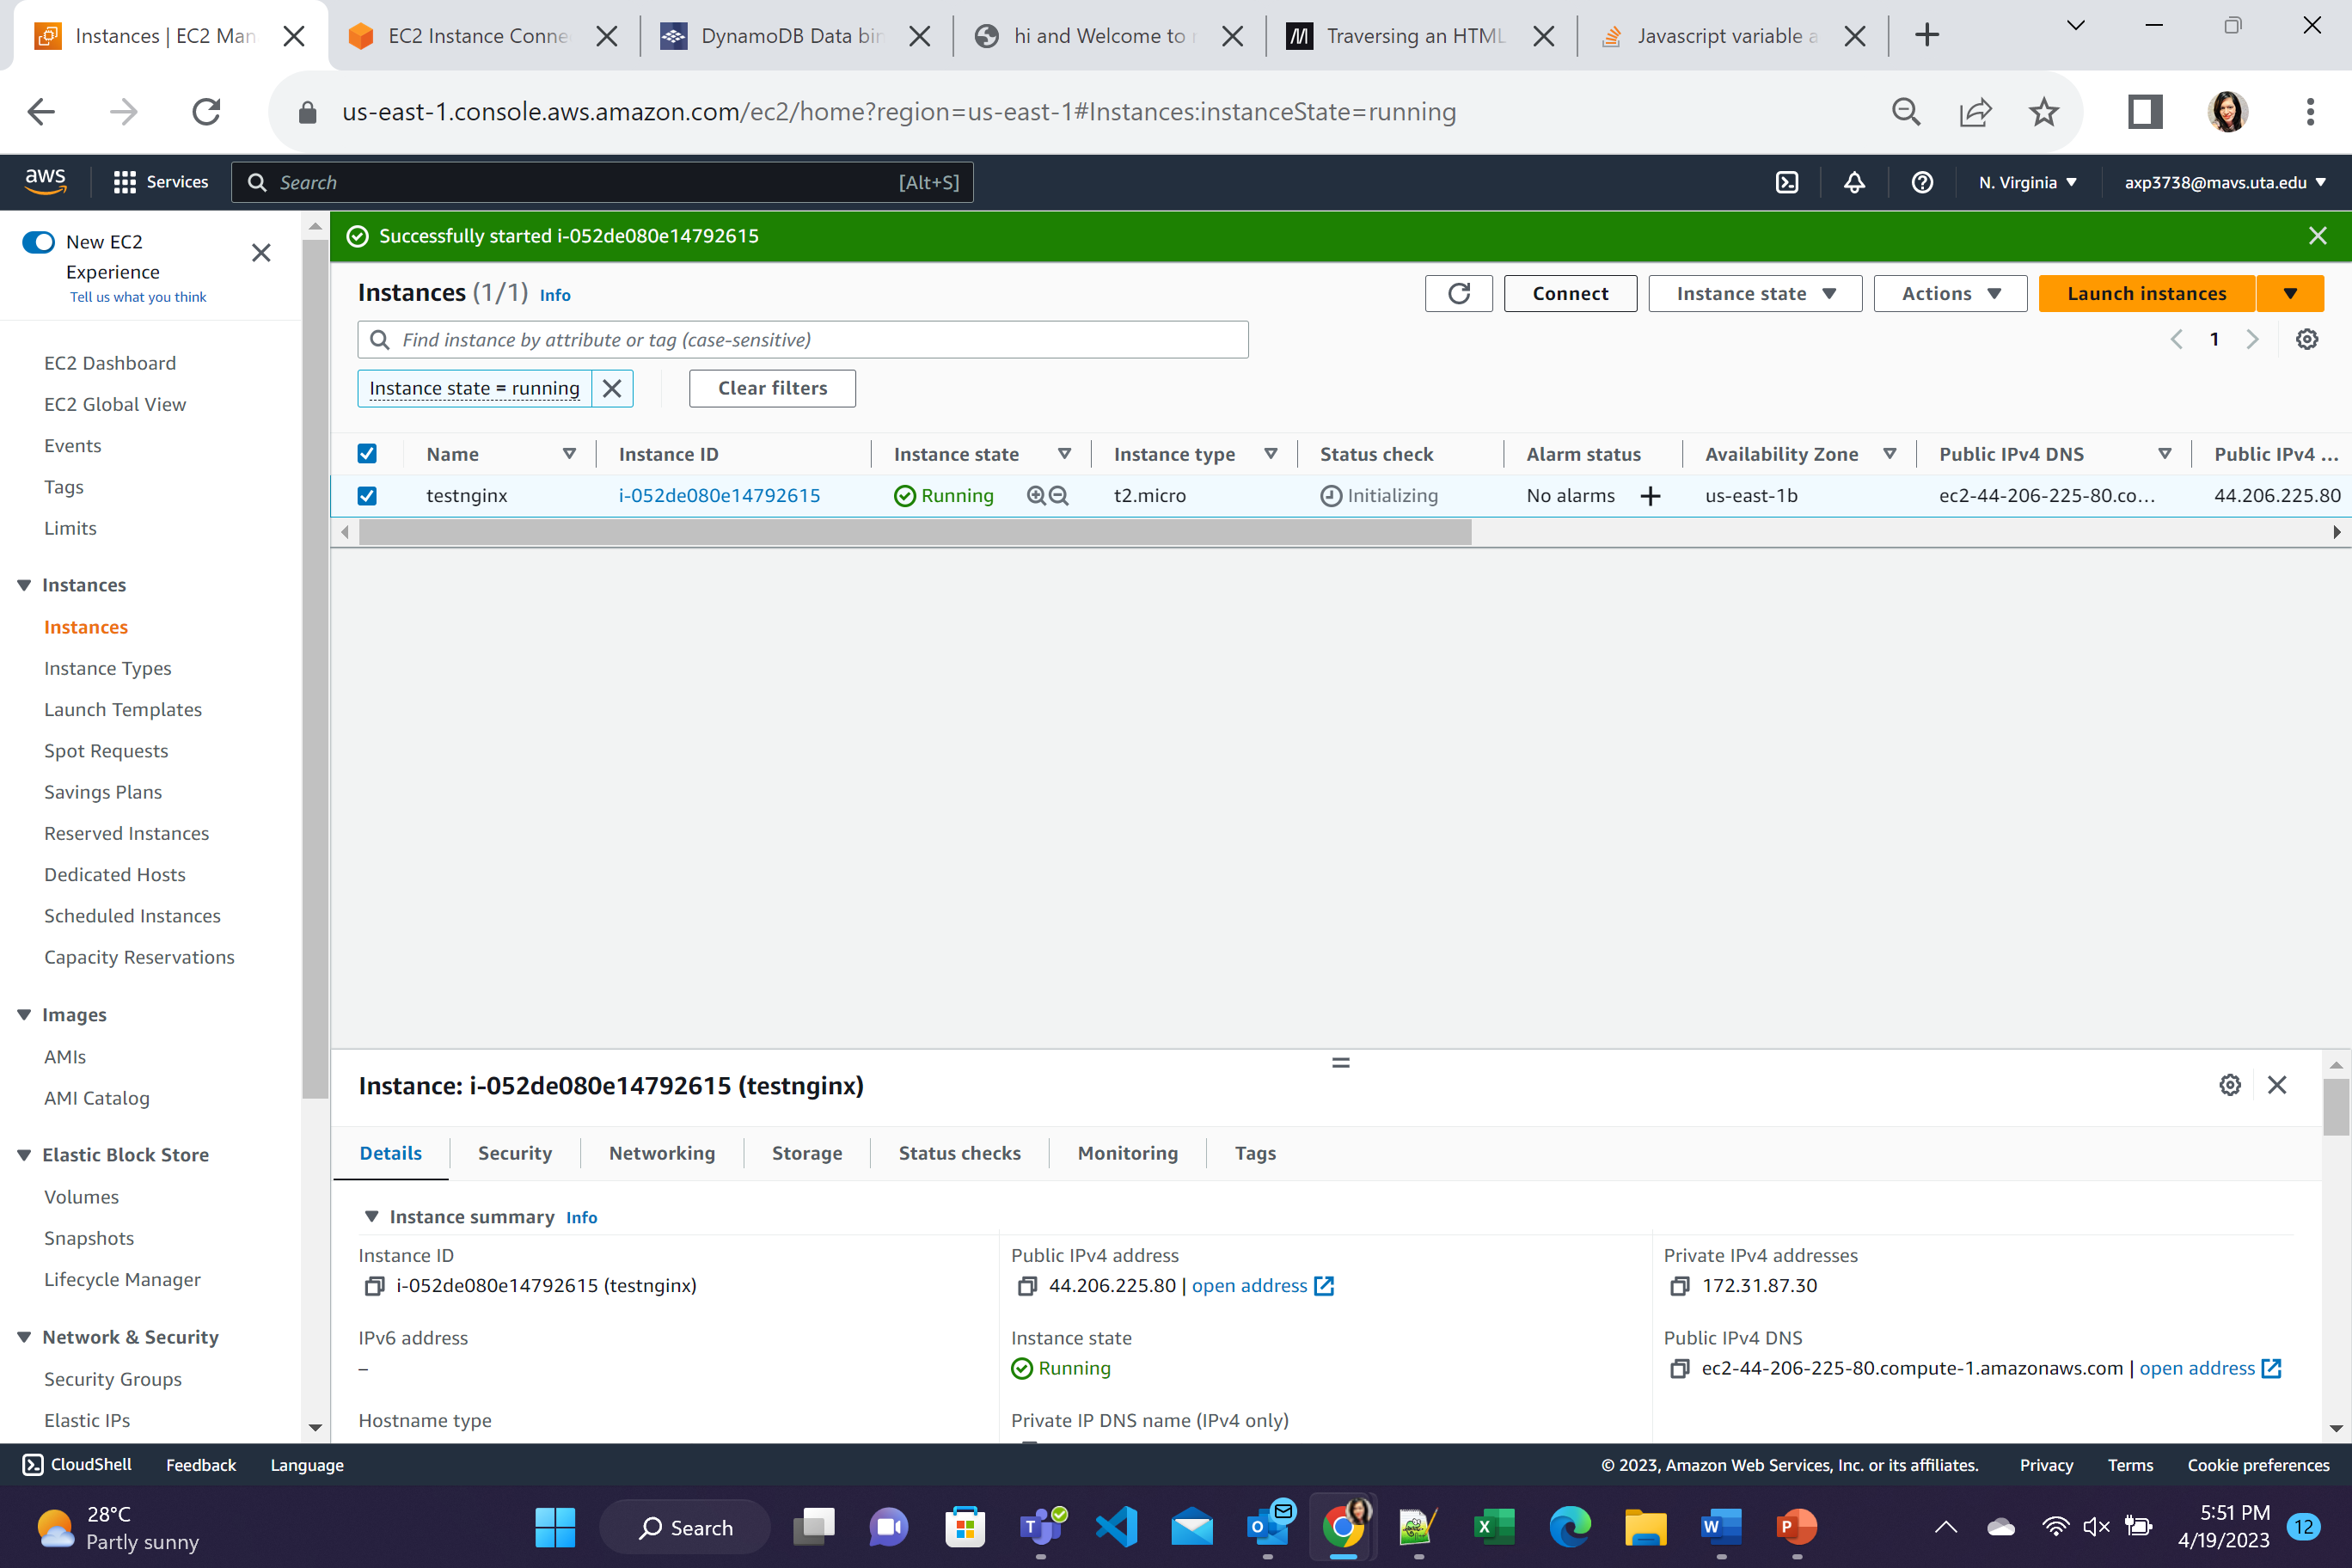 Instances | EC2 Man
EC2 Instance Conne
DynamoDB Data bin
hi and Welcome to
Traversing an HTML
Javascript variable a
us-east-1.console.aws.amazon.com/ec2/home?region=us-east-1#Instances:instanceState=running
aws
Services
Search
[Alt+S]
N. Virginia
axp3738@mavs.uta.edu
New EC2
Experience
Tell us what you think
EC2 Dashboard
EC2 Global View
Events
Tags
Limits
Instances
Instances
Instance Types
Launch Templates
Spot Requests
Savings Plans
Reserved Instances
Dedicated Hosts
Scheduled Instances
Capacity Reservations
Images
AMIs
AMI Catalog
Elastic Block Store
Volumes
Snapshots
Lifecycle Manager
Network & Security
Security Groups
Elastic IPs
Successfully started i-052de080e14792615
Instances (1/1) Info
Connect
Instance state
Actions
Launch instances
Find instance by attribute or tag (case-sensitive)
1
Instance state = running
Clear filters
Name Instance ID Instance state Instance type Status check Alarm status Availability Zone Public IPv4 DNS Public IPv4 ...
testnginx i-052de080e14792615 Running t2.micro Initializing No alarms + us-east-1b ec2-44-206-225-80.co... 44.206.225.80
Instance: i-052de080e14792615 (testnginx)
Details Security Networking Storage Status checks Monitoring Tags
Instance summary Info
Instance ID
i-052de080e14792615 (testnginx)
Public IPv4 address
44.206.225.80 | open address
Private IPv4 addresses
172.31.87.30
IPv6 address
–
Instance state
Running
Public IPv4 DNS
ec2-44-206-225-80.compute-1.amazonaws.com | open address
Hostname type
Private IP DNS name (IPv4 only)
CloudShell
Feedback
Language
© 2023, Amazon Web Services, Inc. or its affiliates.
Privacy
Terms
Cookie preferences
28°C
Partly sunny
Search
5:51 PM
4/19/2023
12